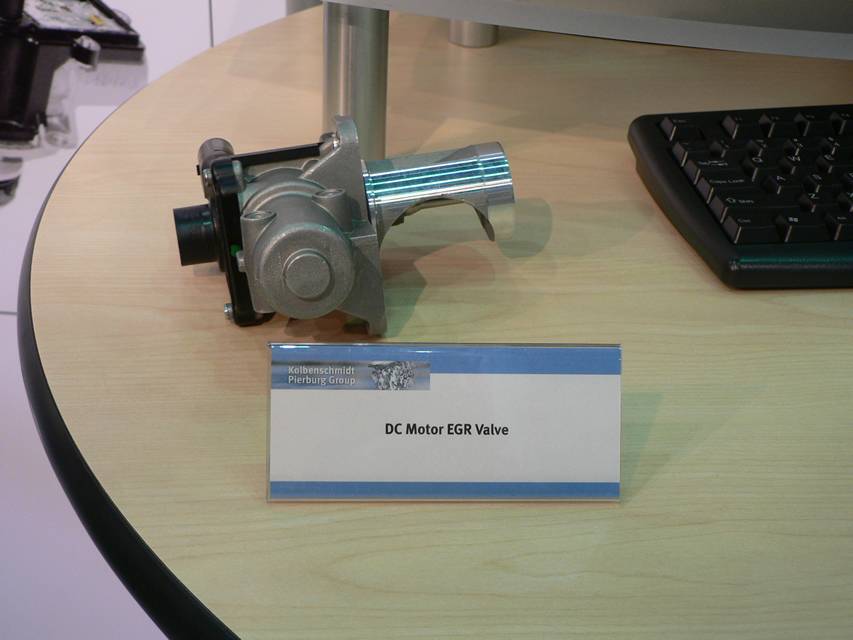 Kolbenschmidt
Pierburg Group
DC Motor EGR Valve